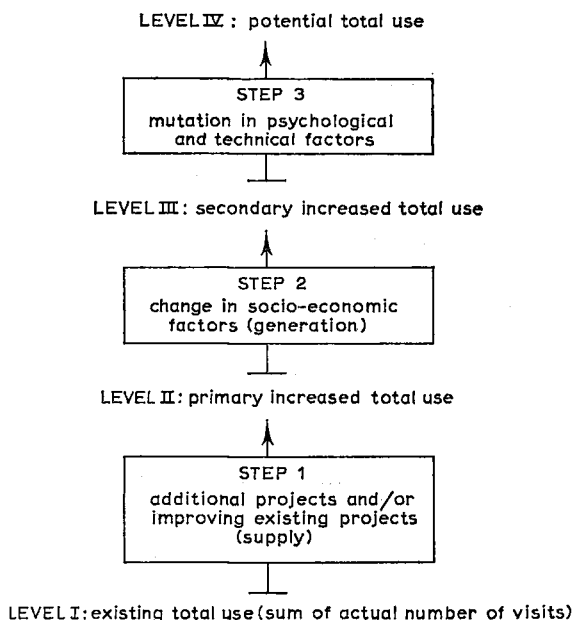 LEVEL IV: potential total use
STEP 3
mutation in psychological
and technical factors
LEVEL III: secondary increased total use
STEP 2
change in socio-economic
factors (generation)
LEVEL II: primary increased total use
STEP 1
additional projects and/or
improving existing projects
(supply)
LEVEL I: existing total use (sum of actual number of visits)